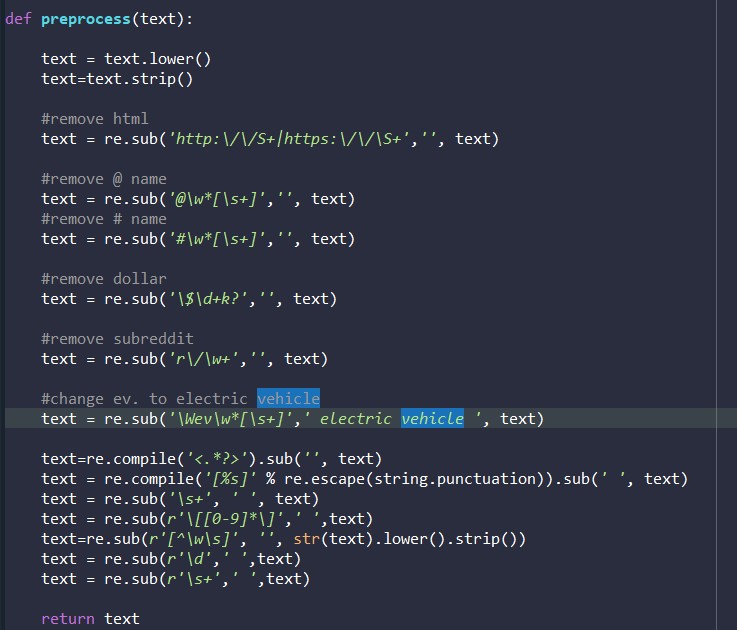 def preprocess(text):
text = text.lower()
text=text.strip()
#remove html
text = re.sub('http:\/\/S+|https:\/\/\S+','', text)
#remove @ name
text = re.sub('@\w*[\s+]','', text)
#remove # name
text = re.sub('#\w*[\s+]','', text)
#remove dollar
text = re.sub('\$\d+k?','', text)
#remove subreddit
text = re.sub('r\/\w+','', text)
#change ev. to electric vehicle
text = re.sub('\Wev\w*[\s+]',' electric vehicle ', text)
text=re.compile('<.*?>').sub('', text)
text = re.compile('[%s]' % re.escape(string.punctuation)).sub(' ', text)
text = re.sub('\s+', ' ', text)
text = re.sub(r'\[[0-9]*\]',' ',text)
text=re.sub(r'[^\w\s]', '', str(text).lower().strip())
text = re.sub(r'\d',' ',text)
text = re.sub(r'\s+',' ',text)
return text